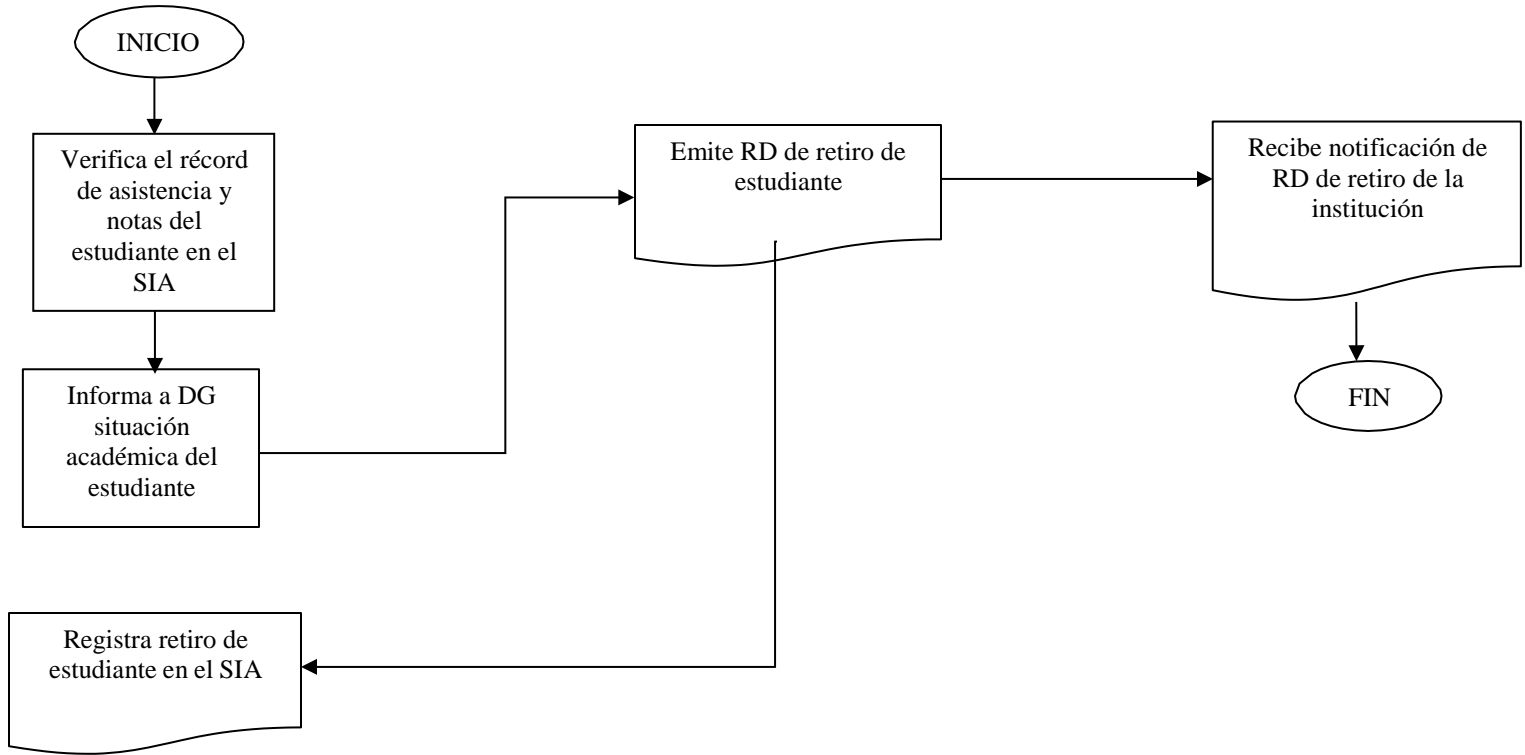 INICIO
Verifica el récord
de asistencia y
notas del
estudiante en el
SIA
Informa a DG
situación
académica del
estudiante
Emite RD de retiro de
estudiante
Recibe notificación de
RD de retiro de la
institución
FIN
Registra retiro de
estudiante en el SIA